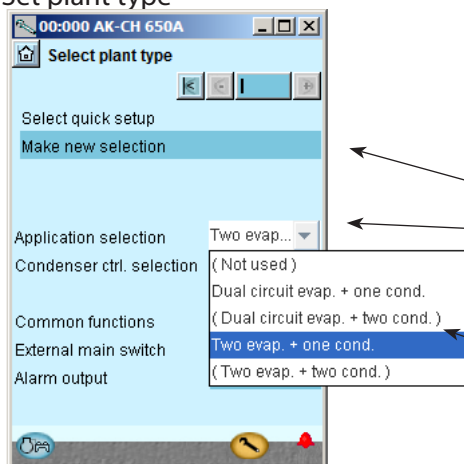 Set plant type
00:000 AK-CH 650A
Select plant type
Select quick setup
Make new selection
Application selection Two evap...
Condenser ctrl. selection
( Not used )
Dual circuit evap. + one cond.
( Dual circuit evap. + two cond. )
Two evap. + one cond.
( Two evap. + two cond. )
Common functions
External main switch
Alarm output